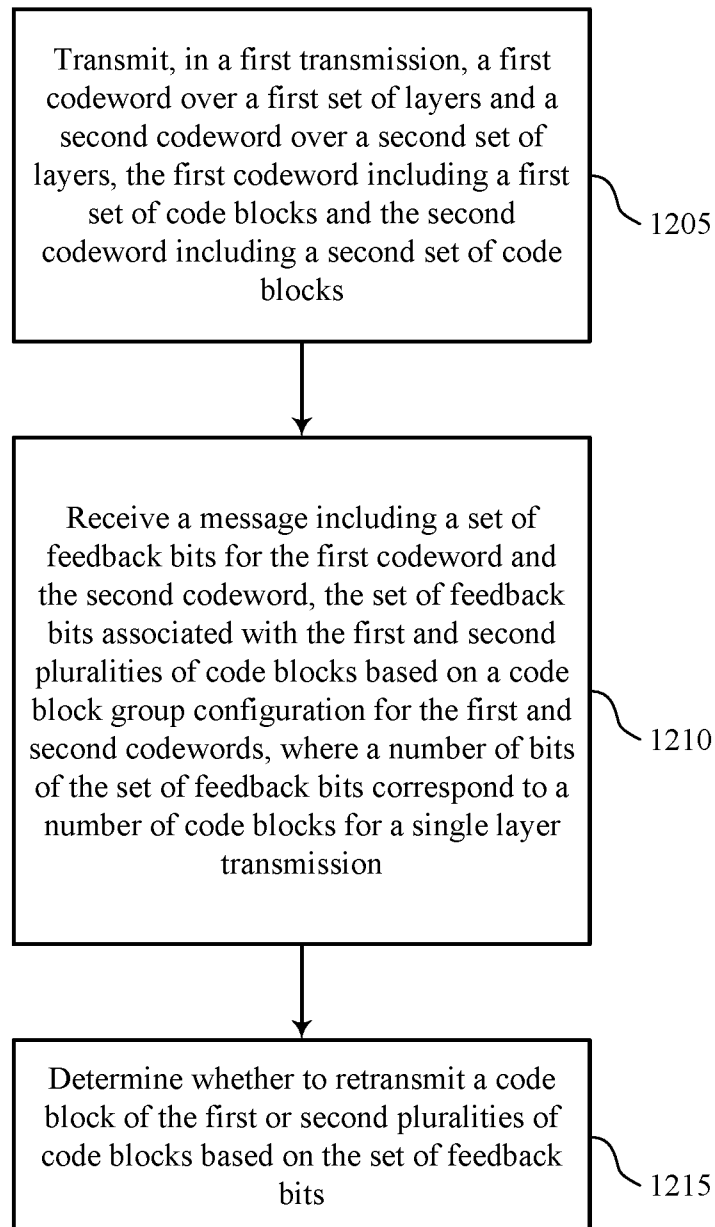 Transmit, in a first transmission, a first
codeword over a first set of layers and a
second codeword over a second set of
layers, the first codeword including a first
set of code blocks and the second
codeword including a second set of code
blocks
1205
Receive a message including a set of
feedback bits for the first codeword and
the second codeword, the set of feedback
bits associated with the first and second
pluralities of code blocks based on a code
block group configuration for the first and
second codewords, where a number of bits
of the set of feedback bits correspond to a
number of code blocks for a single layer
transmission
1210
Determine whether to retransmit a code
block of the first or second pluralities of
code blocks based on the set of feedback
bits
1215